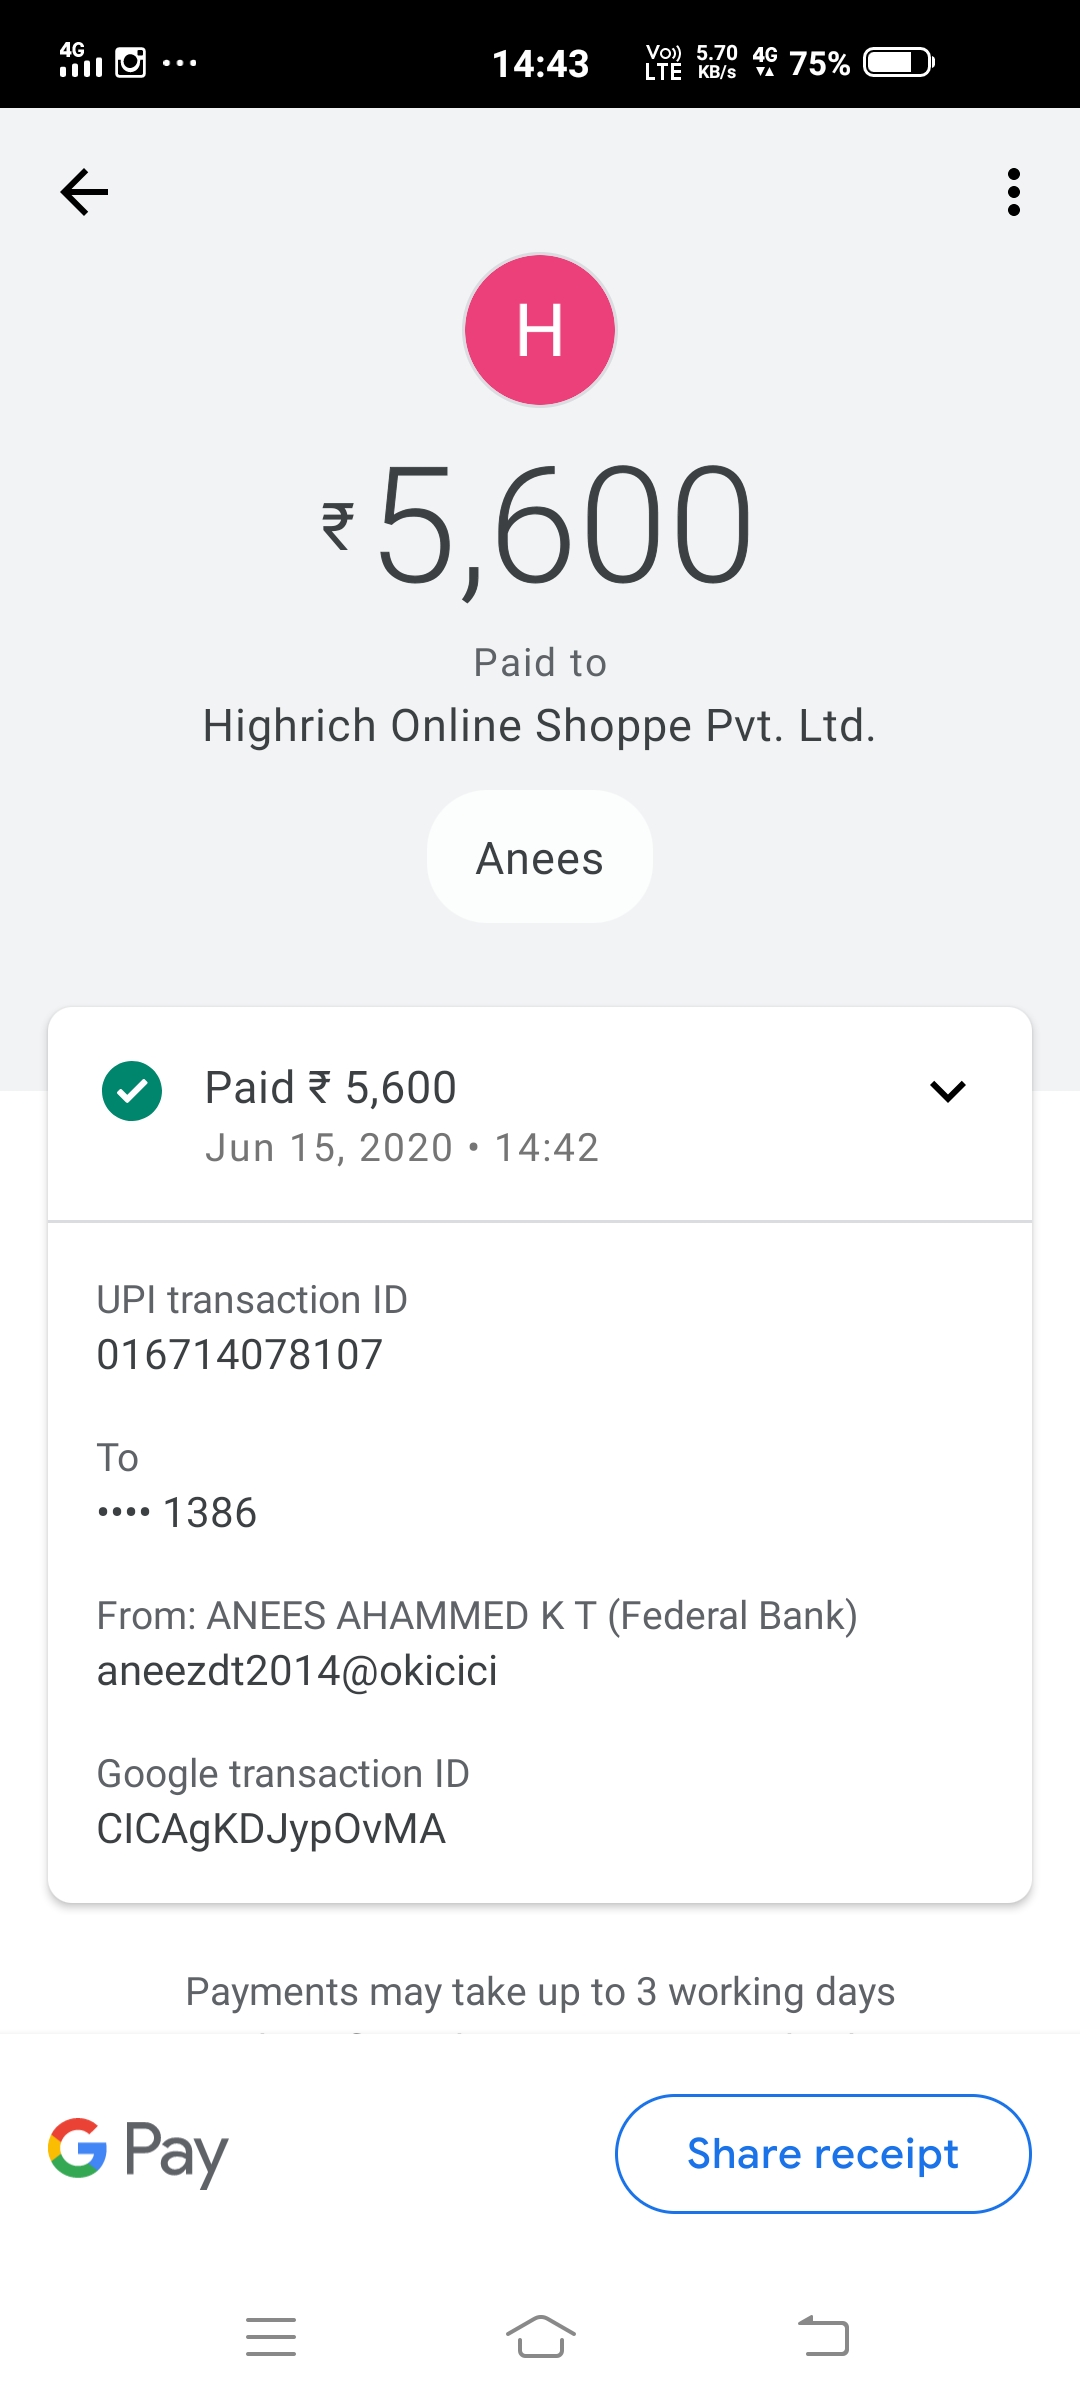 4G
14:43
Vo)) LTE
5.70 KB/s
4G
75%
H
₹5,600
Paid to
Highrich Online Shoppe Pvt. Ltd.
Anees
Paid ₹ 5,600
Jun 15, 2020 • 14:42
UPI transaction ID
016714078107
To
•••• 1386
From: ANEES AHAMMED K T (Federal Bank)
aneezdt2014@okicici
Google transaction ID
CICAgKDJypOvMA
Payments may take up to 3 working days
G Pay
Share receipt